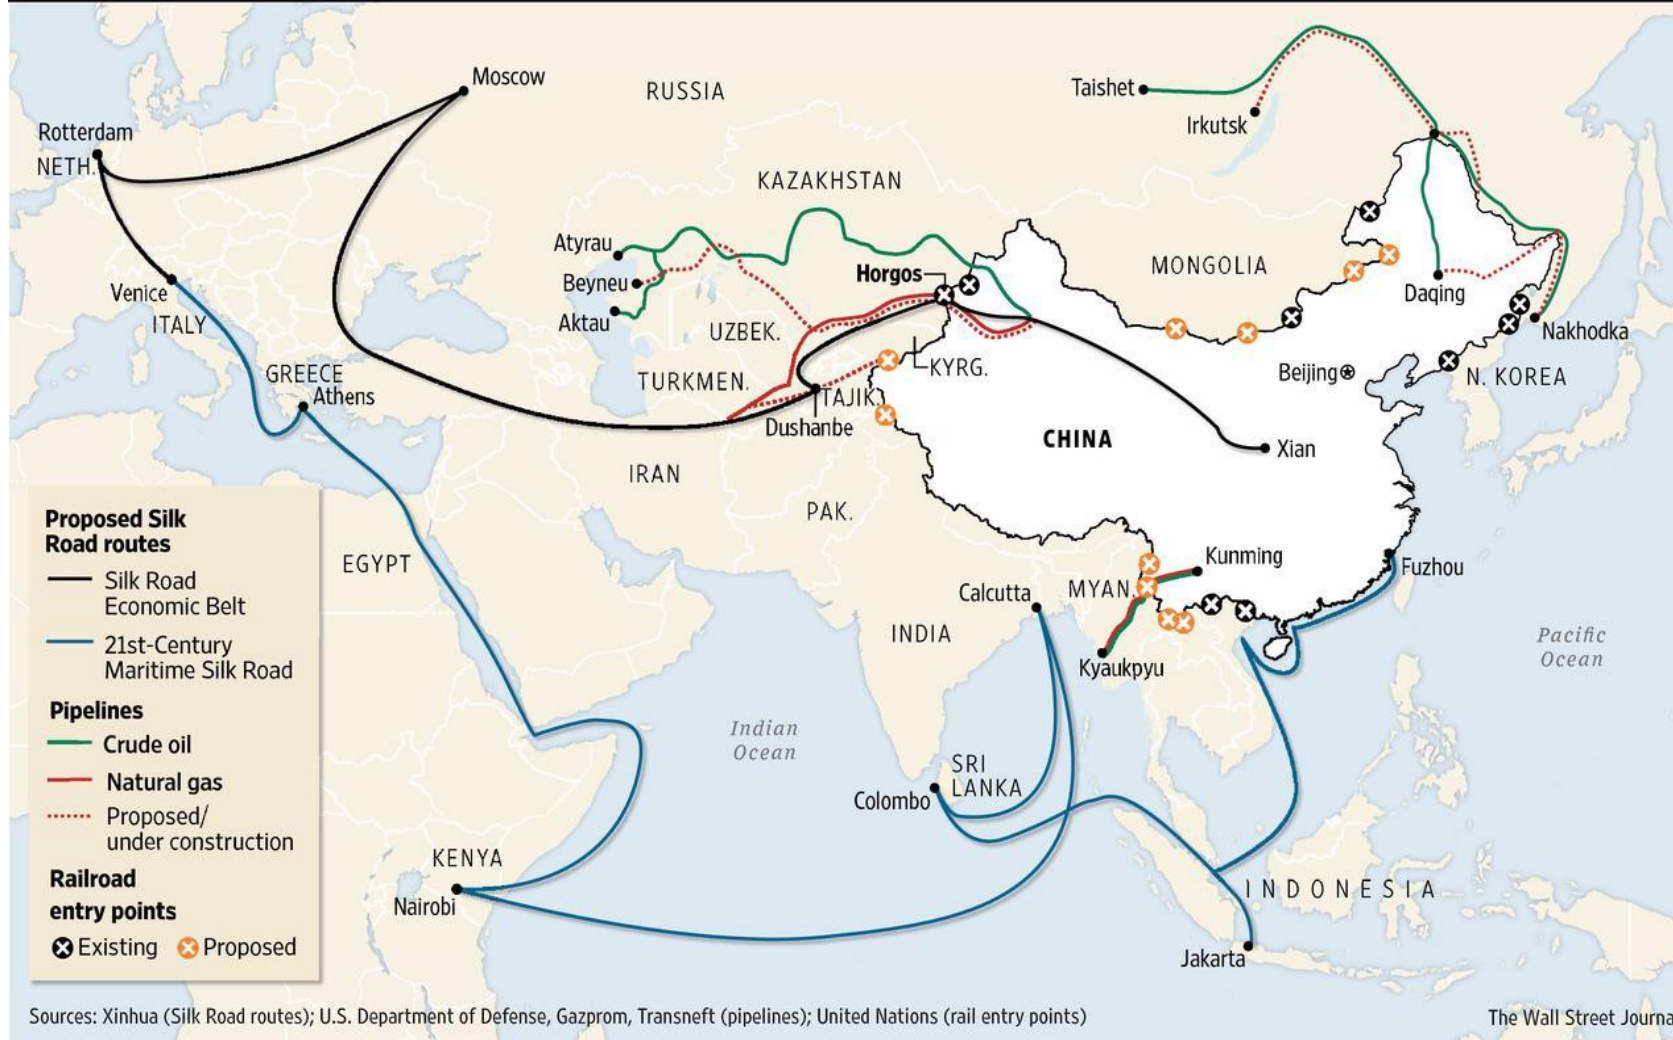 Moscow
RUSSIA
Taishet
Irkutsk
Rotterdam
NETH.
KAZAKHSTAN
Atyrau
Beyneu
Aktau
Horgos
MONGOLIA
Daqing
Nakhodka
Venice
ITALY
UZBEK.
GREECE
Athens
TURKMEN.
KYRG.
TAJIK.
Dushanbe
Beijing
N. KOREA
CHINA
Xian
IRAN
PAK.
EGYPT
Kunming
Fuzhou
Calcutta
MYAN.
INDIA
Kyaukpyu
Pacific
Ocean
Indian
Ocean
SRI
LANKA
Colombo
KENYA
Nairobi
INDONESIA
Jakarta
Proposed Silk
Road routes
Silk Road
Economic Belt
21st-Century
Maritime Silk Road
Pipelines
Crude oil
Natural gas
Proposed/
under construction
Railroad
entry points
Existing Proposed
Sources: Xinhua (Silk Road routes); U.S. Department of Defense, Gazprom, Transneft (pipelines); United Nations (rail entry points)
The Wall Street Journa